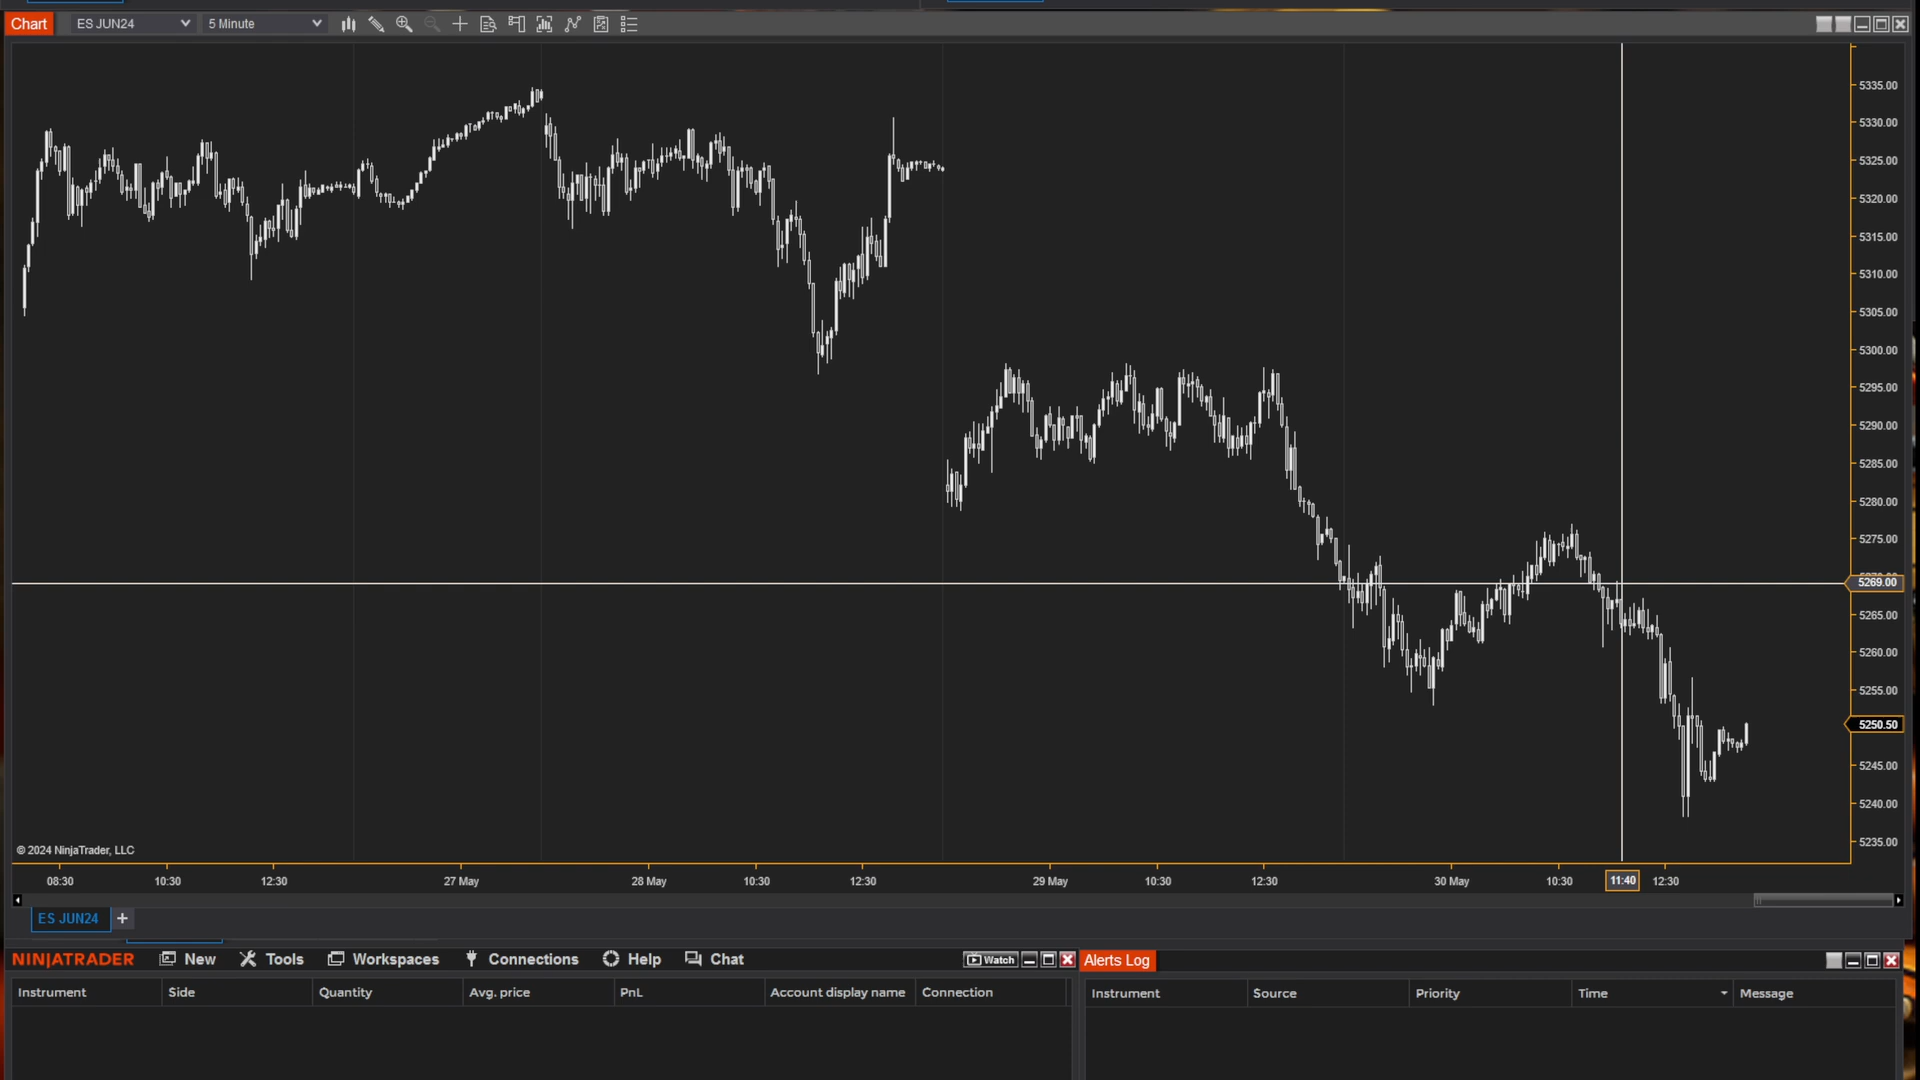 Chart ES JUN24 5 Minute
5335.00
5330.00
5325.00
5320.00
5315.00
5310.00
5305.00
5300.00
5295.00
5290.00
5285.00
5280.00
5275.00
5269.00
5265.00
5260.00
5255.00
5250.50
5245.00
5240.00
5235.00
© 2024 NinjaTrader, LLC
08:30 10:30 12:30 27 May 28 May 10:30 12:30 29 May 10:30 12:30 30 May 10:30 11:40 12:30
ES JUN24 +
NINJATRADER New Tools Workspaces Connections Help Chat Watch
Instrument Side Quantity Avg. price PnL Account display name Connection
Alerts Log
Instrument Source Priority Time Message